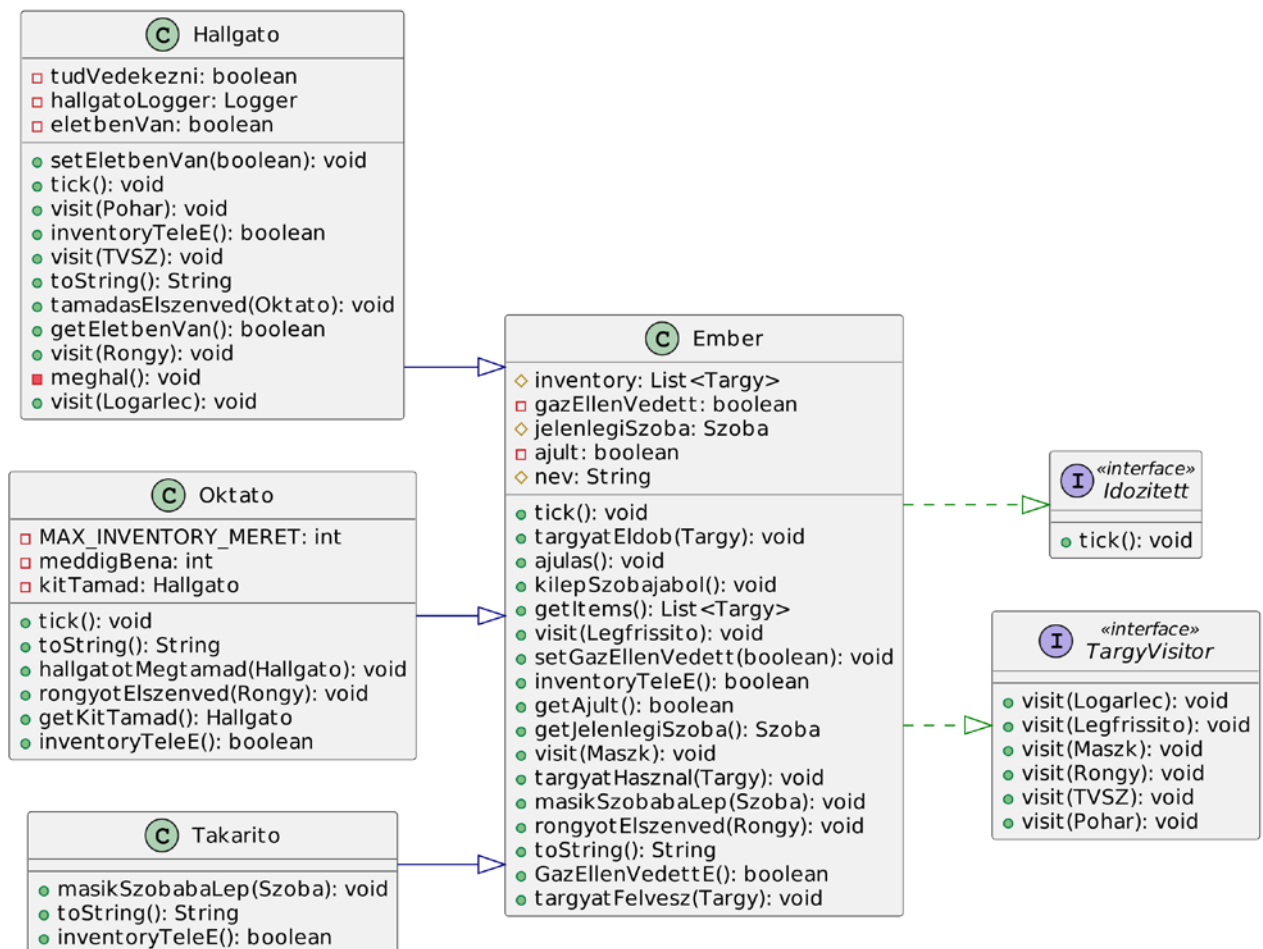 C Hallgato
tudVedekezni: boolean
hallgatoLogger: Logger
eletbenVan: boolean
setEletbenVan(boolean): void
tick(): void
visit(Pohar): void
inventoryTeleE(): boolean
visit(TVSZ): void
toString(): String
tamadasElszenved(Oktato): void
getEletbenVan(): boolean
visit(Rongy): void
meghal(): void
visit(Logarlec): void
C Oktato
MAX_INVENTORY_MERET: int
meddigBena: int
kitTamad: Hallgato
tick(): void
toString(): String
hallgatotMegtamad(Hallgato): void
rongyotElszenved(Rongy): void
getKitTamad(): Hallgato
inventoryTeleE(): boolean
C Takarito
masikSzobabaLep(Szoba): void
toString(): String
inventoryTeleE(): boolean
C Ember
inventory: List<Targy>
gazEllenVedett: boolean
jelenlegiSzoba: Szoba
ajult: boolean
nev: String
tick(): void
targyatEldob(Targy): void
ajulas(): void
kilepSzobajabol(): void
getItems(): List<Targy>
visit(Legfrissito): void
setGazEllenVedett(boolean): void
inventoryTeleE(): boolean
getAjult(): boolean
getJelenlegiSzoba(): Szoba
visit(Maszk): void
targyatHasznal(Targy): void
masikSzobabaLep(Szoba): void
rongyotElszenved(Rongy): void
toString(): String
GazEllenVedettE(): boolean
targyatFelvesz(Targy): void
I «interface»
Idozitett
tick(): void
I «interface»
TargyVisitor
visit(Logarlec): void
visit(Legfrissito): void
visit(Maszk): void
visit(Rongy): void
visit(TVSZ): void
visit(Pohar): void